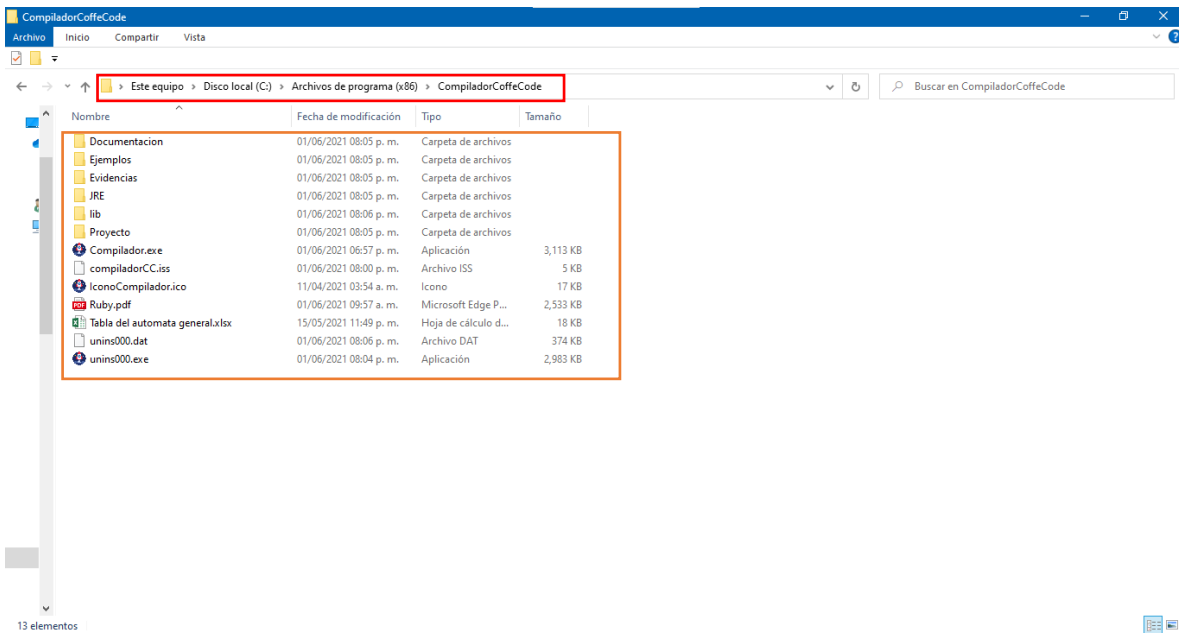 CompiladorCoffeCode
Archivo Inicio Compartir Vista
Este equipo > Disco local (C:) > Archivos de programa (x86) > CompiladorCoffeCode
Buscar en CompiladorCoffeCode
Nombre Fecha de modificación Tipo Tamaño
Documentacion 01/06/2021 08:05 p. m. Carpeta de archivos
Ejemplos 01/06/2021 08:05 p. m. Carpeta de archivos
Evidencias 01/06/2021 08:05 p. m. Carpeta de archivos
JRE 01/06/2021 08:05 p. m. Carpeta de archivos
lib 01/06/2021 08:06 p. m. Carpeta de archivos
Proyecto 01/06/2021 08:05 p. m. Carpeta de archivos
Compilador.exe 01/06/2021 06:57 p. m. Aplicación 3,113 KB
compiladorCC.iss 01/06/2021 08:00 p. m. Archivo ISS 5 KB
IconoCompilador.ico 11/04/2021 03:54 a. m. Icono 17 KB
PDF Ruby.pdf 01/06/2021 09:57 a. m. Microsoft Edge P... 2,533 KB
Tabla del automata general.xlsx 15/05/2021 11:49 p. m. Hoja de cálculo d... 18 KB
unins000.dat 01/06/2021 08:06 p. m. Archivo DAT 374 KB
unins000.exe 01/06/2021 08:04 p. m. Aplicación 2,983 KB
13 elementos